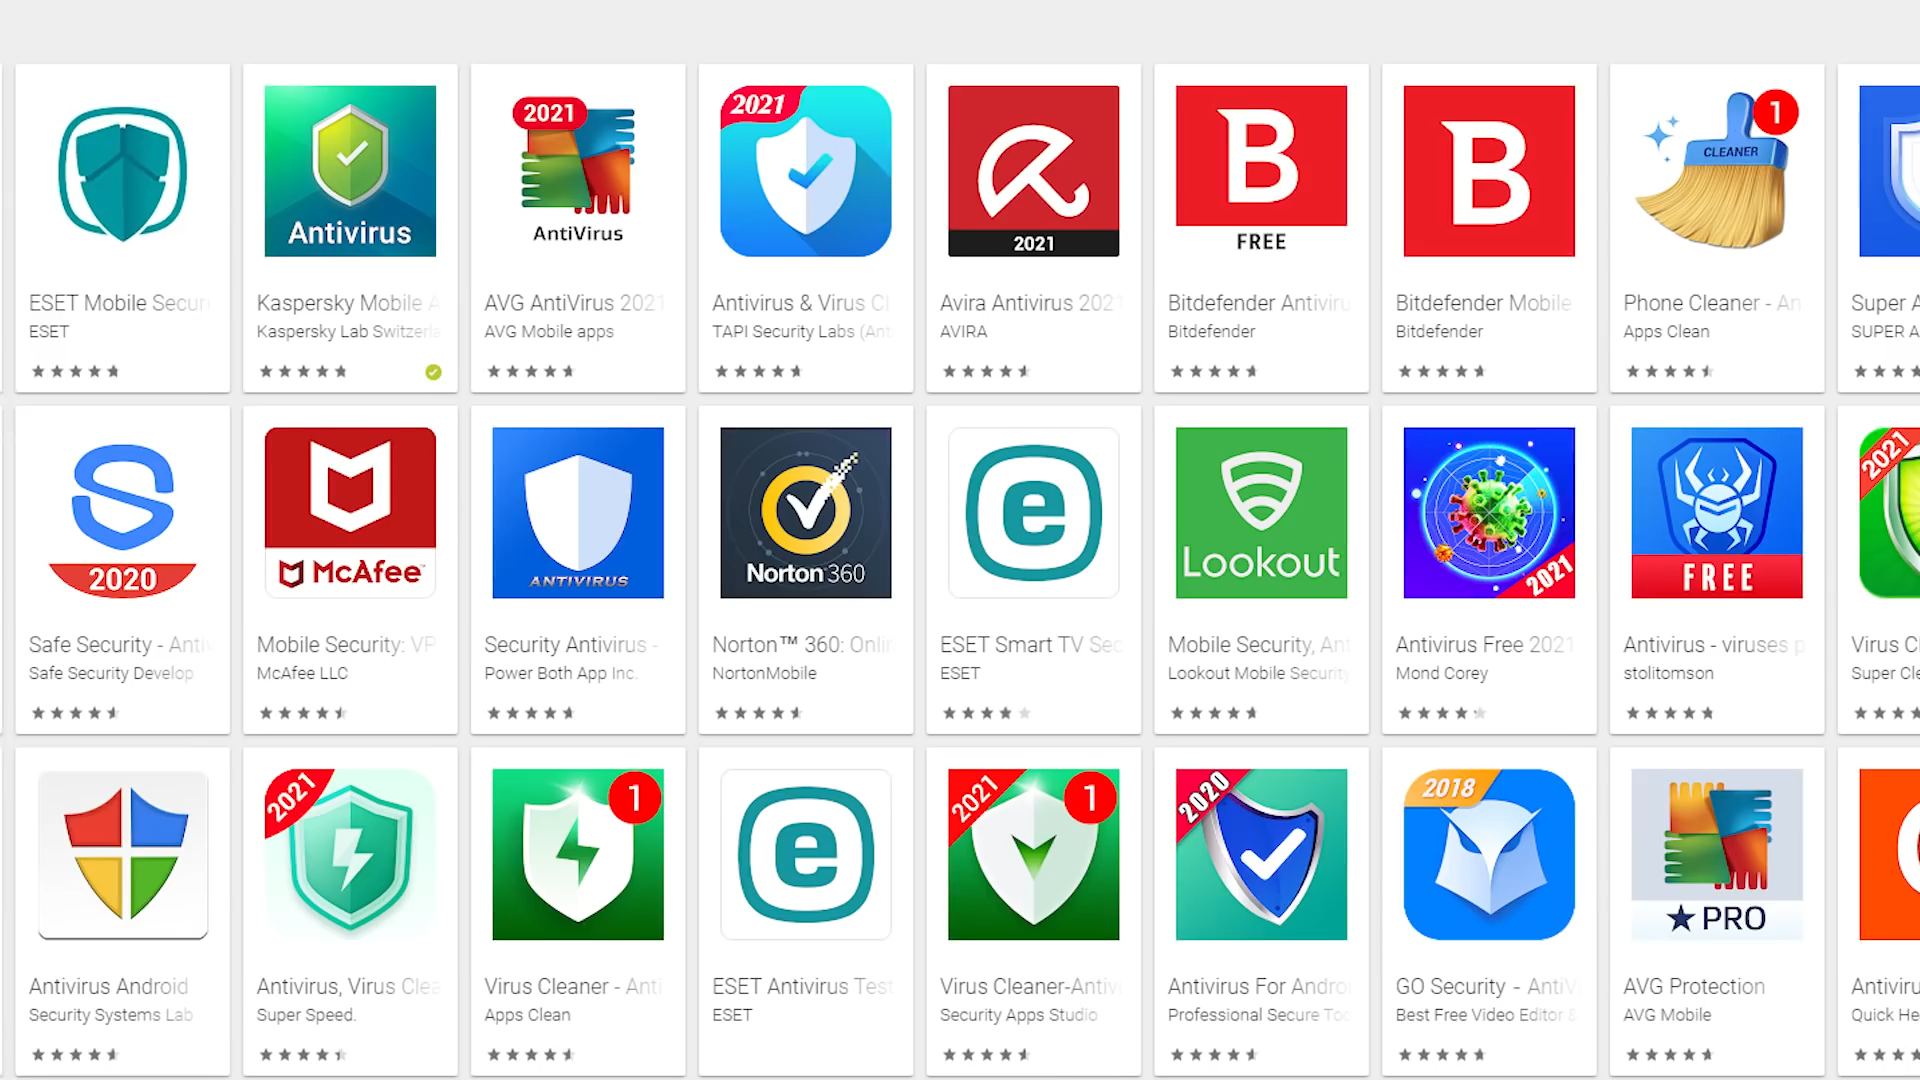 Antivirus
2021
AntiVirus
2021
2021
B
FREE
B
CLEANER
1
ESET Mobile Secur
Kaspersky Mobile A
AVG AntiVirus 2021
Antivirus & Virus Cl
Avira Antivirus 2021
Bitdefender Antiviru
Bitdefender Mobile
Phone Cleaner - An
Super A
ESET
Kaspersky Lab Switzerla
AVG Mobile apps
TAPI Security Labs (Anti
AVIRA
Bitdefender
Bitdefender
Apps Clean
SUPER A
2020
McAfee™
ANTIVIRUS
Norton 360
e
Lookout
2021
FREE
2021
Safe Security - Antiv
Mobile Security: VP
Security Antivirus -
Norton™ 360: Onlin
ESET Smart TV Sec
Mobile Security, Ant
Antivirus Free 2021
Antivirus - viruses p
Virus Cl
Safe Security Develop
McAfee LLC
Power Both App Inc.
NortonMobile
ESET
Lookout Mobile Security
Mond Corey
stolitomson
Super Cle
2021
1
e
2021
1
2020
2018
PRO
Antivirus Android
Antivirus, Virus Clea
Virus Cleaner - Anti
ESET Antivirus Test
Virus Cleaner-Antiv
Antivirus For Andro
GO Security - AntiV
AVG Protection
Antiviru
Security Systems Lab
Super Speed.
Apps Clean
ESET
Security Apps Studio
Professional Secure Too
Best Free Video Editor &
AVG Mobile
Quick He